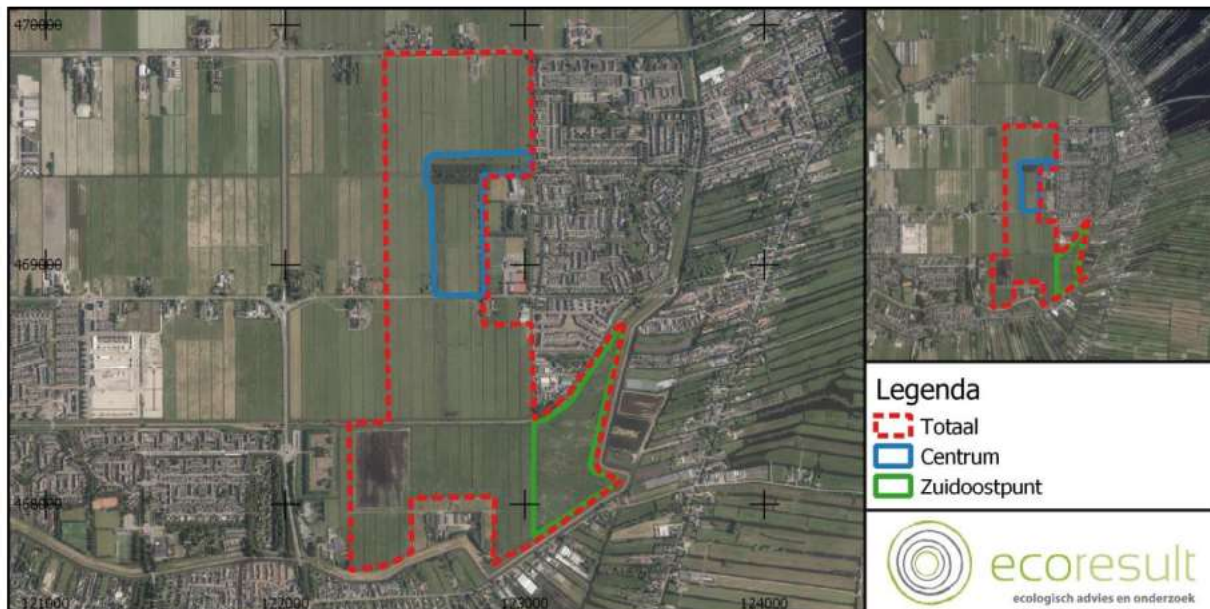 470000
469000
468000
121000
122000
123000
124000
Legenda
Totaal
Centrum
Zuidoostpunt
ecoresult
ecologisch advies en onderzoek